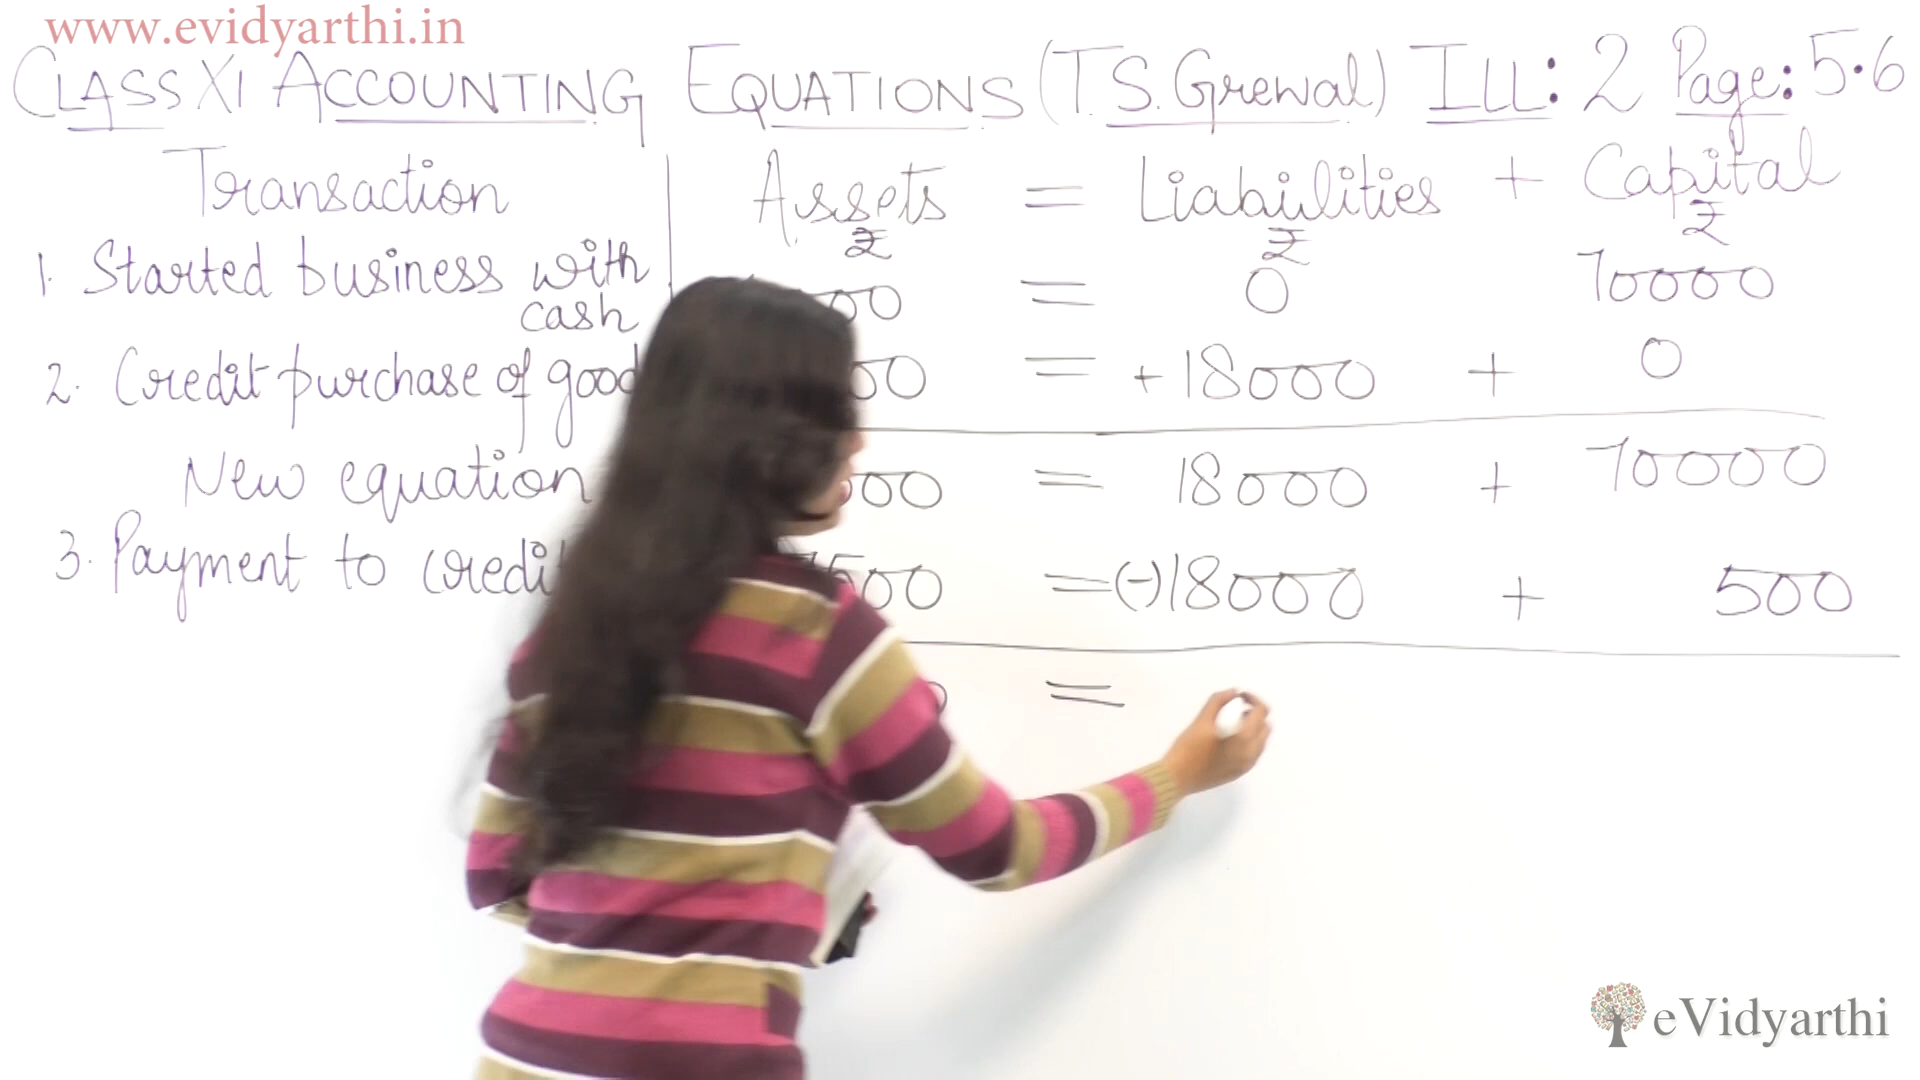 www.evidyarthi.in
CLASS XI ACCOUNTING EQUATIONS (T.S. Grewal) ILL: 2 Page: 5.6
Transaction Assets = Liabilities + Capital
₹ ₹ ₹
1. Started business with = 0 70000
cash
2. Credit purchase of = +18000 + 0
New equation = 18000 + 70000
3. Payment to = (-)18000 + 500
=
eVidyarthi